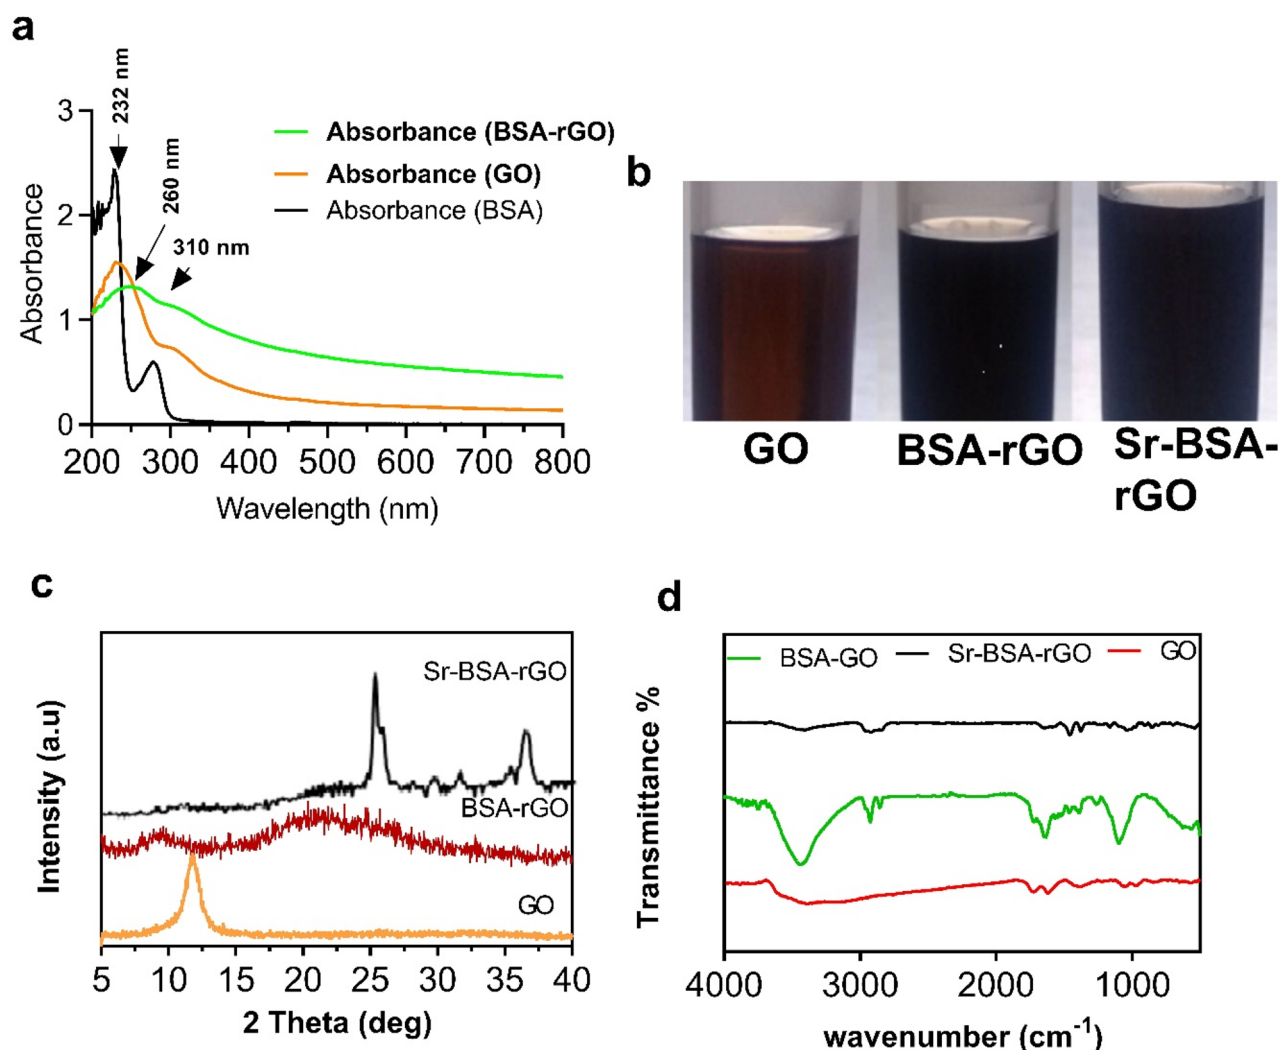 a
232 nm
260 nm
310 nm
3
2
1
0
Absorbance
200 300 400 500 600 700 800
Wavelength (nm)
Absorbance (BSA-rGO)
Absorbance (GO)
Absorbance (BSA)
b
GO
BSA-rGO
Sr-BSA-
rGO
c
Sr-BSA-rGO
BSA-rGO
GO
Intensity (a.u)
5 10 15 20 25 30 35 40
2 Theta (deg)
d
BSA-GO Sr-BSA-rGO GO
Transmittance %
4000 3000 2000 1000
wavenumber (cm⁻¹)